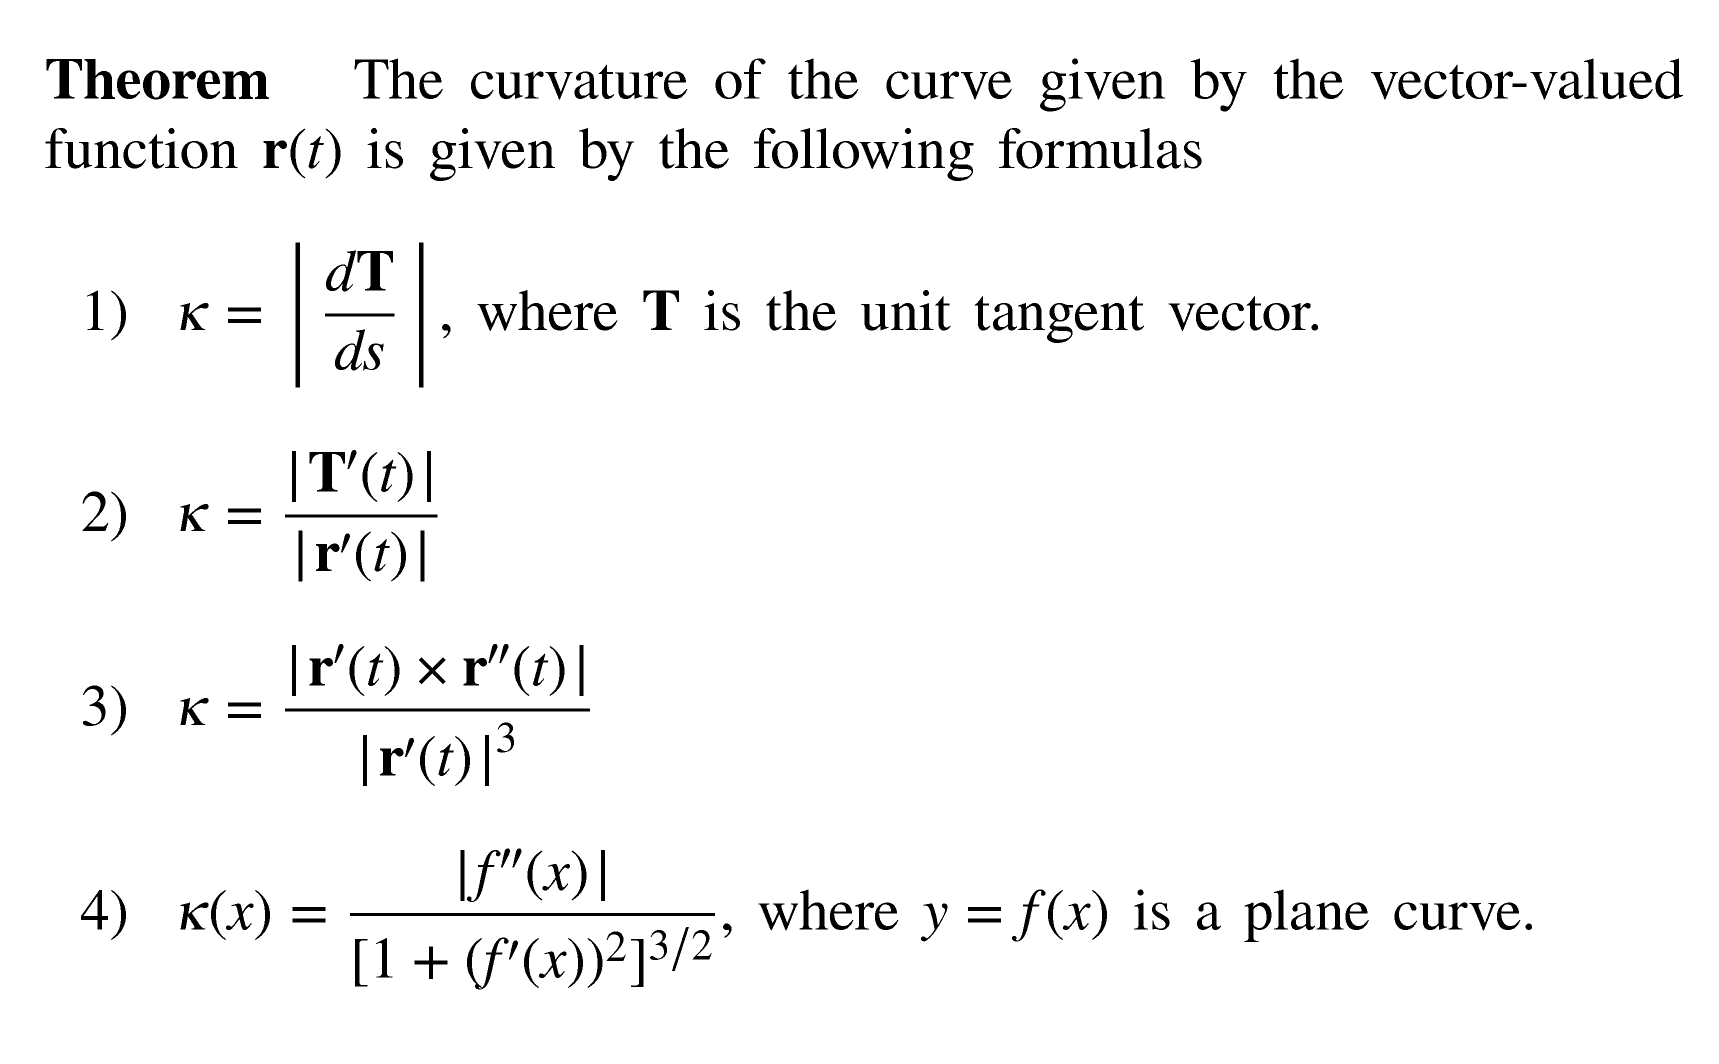 Theorem The curvature of the curve given by the vector-valued
function r(t) is given by the following formulas
1) κ = |dT/ds|, where T is the unit tangent vector.
2) κ = |T′(t)| / |r′(t)|
3) κ = |r′(t) × r″(t)| / |r′(t)|³
4) κ(x) = |f″(x)| / [1 + (f′(x))²]^{3/2}, where y = f(x) is a plane curve.